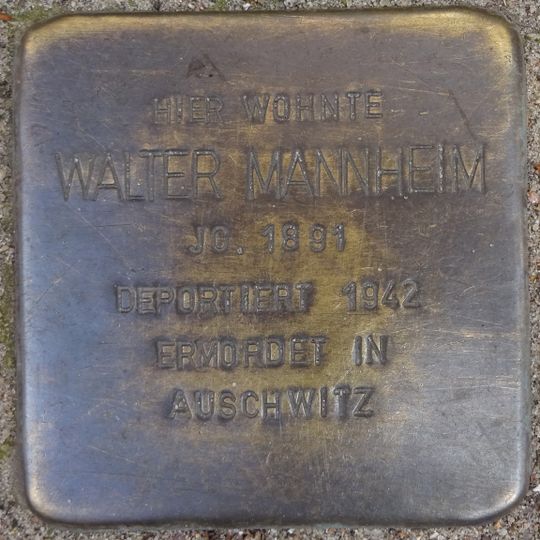 HIER WOHNTE
WALTER MANNHEIM
JG. 1891
DEPORTIERT 1942
ERMORDET IN
AUSCHWITZ